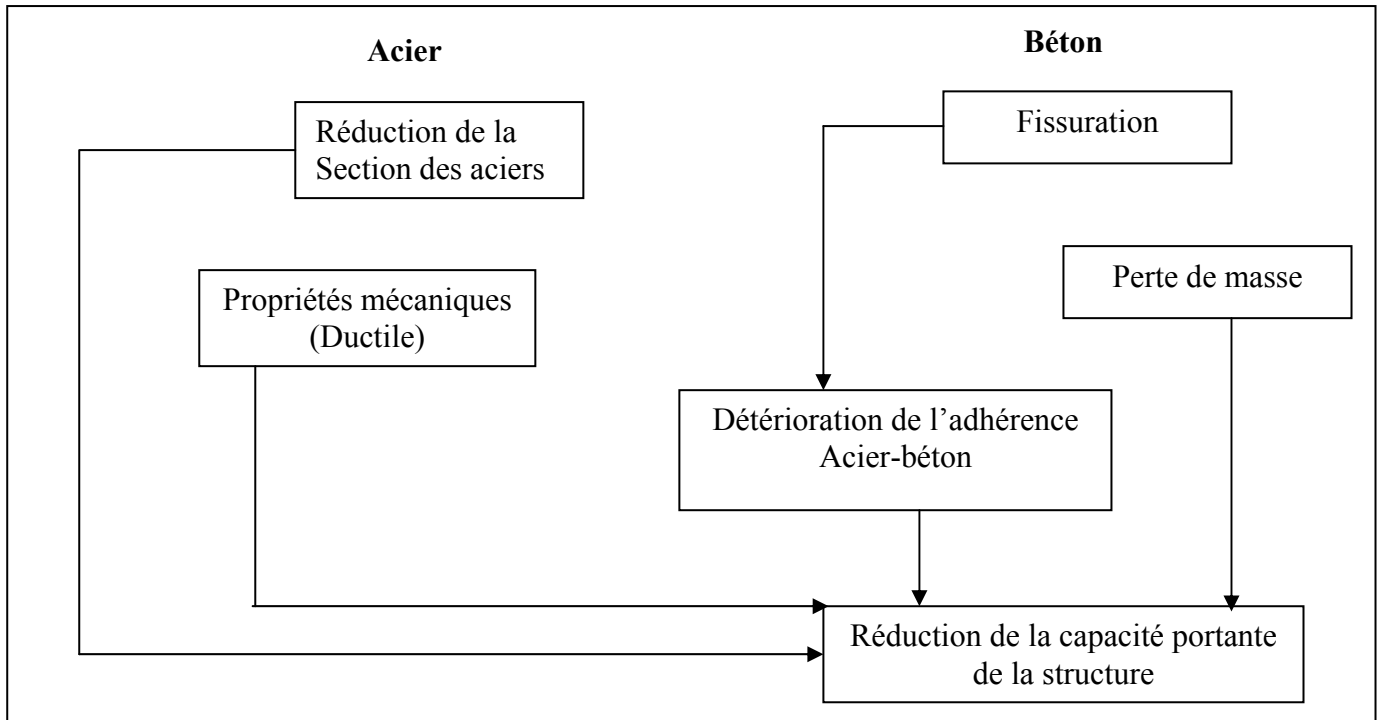 Acier
Béton
Réduction de la
Section des aciers
Fissuration
Propriétés mécaniques
(Ductile)
Perte de masse
Détérioration de l’adhérence
Acier-béton
Réduction de la capacité portante
de la structure